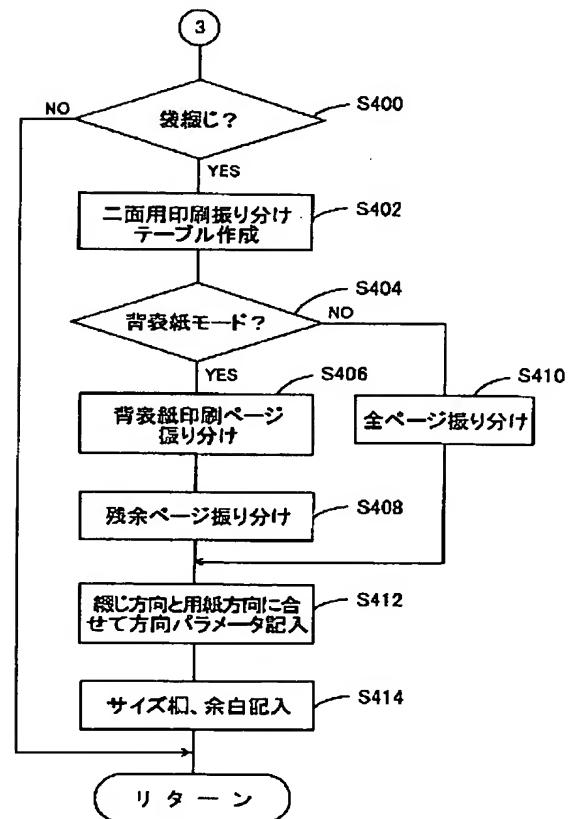 3
袋綴じ？
S400
NO
YES
二面用印刷振り分け
テーブル作成
S402
S404
背表紙モード？
NO
YES
S406
S410
背表紙印刷ページ
振り分け
全ページ振り分け
残余ページ振り分け
S408
綴じ方向と用紙方向に合
せて方向パラメータ記入
S412
サイズ欄、余白記入
S414
リターン